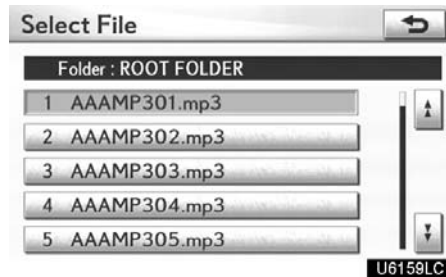 Select File
Folder : ROOT FOLDER
1 AAAMP301.mp3
2 AAAMP302.mp3
3 AAAMP303.mp3
4 AAAMP304.mp3
5 AAAMP305.mp3
U6159LC